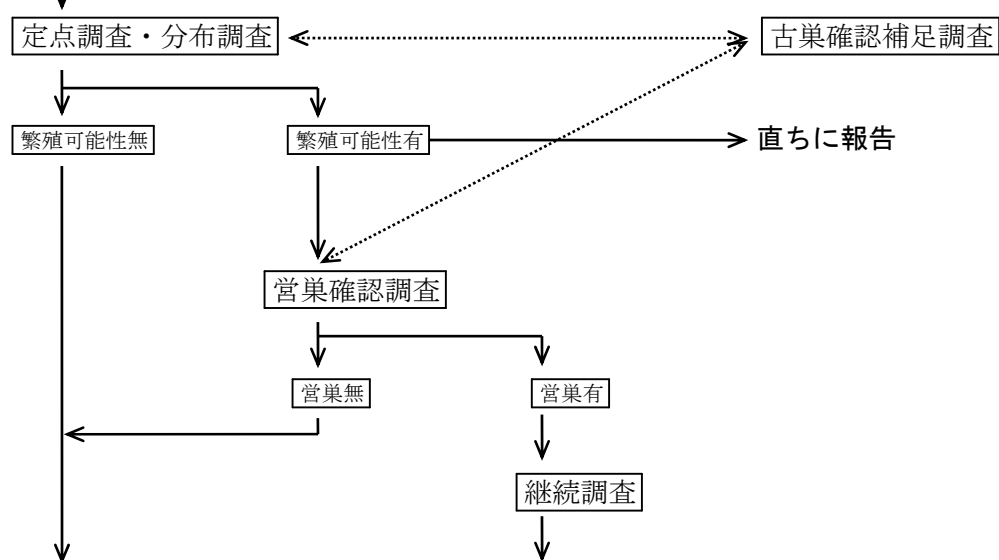 定点調査・分布調査
古巣確認補足調査
繁殖可能性無
繁殖可能性有
直ちに報告
営巣確認調査
営巣無
営巣有
継続調査